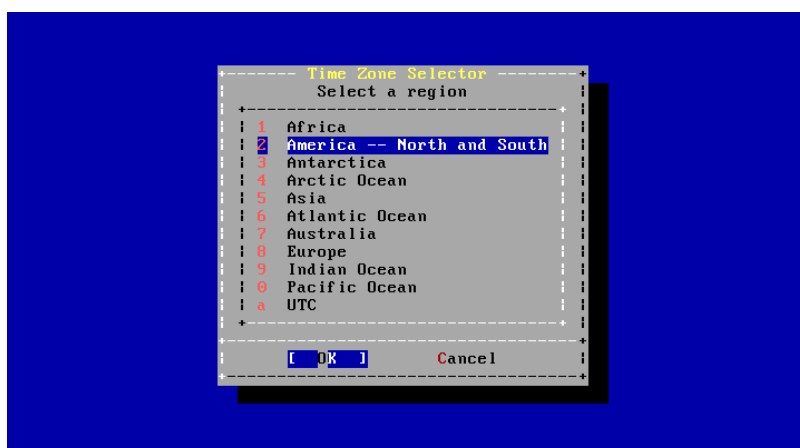 Time Zone Selector
Select a region
1 Africa
2 America -- North and South
3 Antarctica
4 Arctic Ocean
5 Asia
6 Atlantic Ocean
7 Australia
8 Europe
9 Indian Ocean
0 Pacific Ocean
a UTC
[ OK ] Cancel